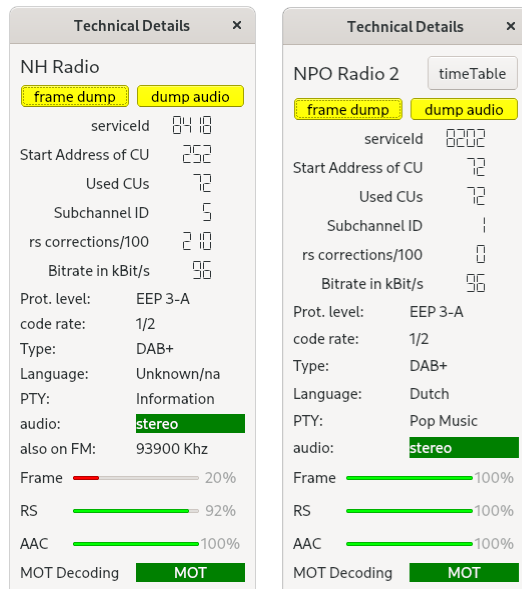 Technical Details ×
NH Radio
frame dump dump audio
serviceId 8418
Start Address of CU 252
Used CUs 72
Subchannel ID 5
rs corrections/100 210
Bitrate in kBit/s 96
Prot. level: EEP 3-A
code rate: 1/2
Type: DAB+
Language: Unknown/na
PTY: Information
audio: stereo
also on FM: 93900 Khz
Frame 20%
RS 92%
AAC 100%
MOT Decoding MOT
Technical Details ×
NPO Radio 2 timeTable
frame dump dump audio
serviceId 8202
Start Address of CU 72
Used CUs 72
Subchannel ID 1
rs corrections/100 0
Bitrate in kBit/s 96
Prot. level: EEP 3-A
code rate: 1/2
Type: DAB+
Language: Dutch
PTY: Pop Music
audio: stereo
Frame 100%
RS 100%
AAC 100%
MOT Decoding MOT